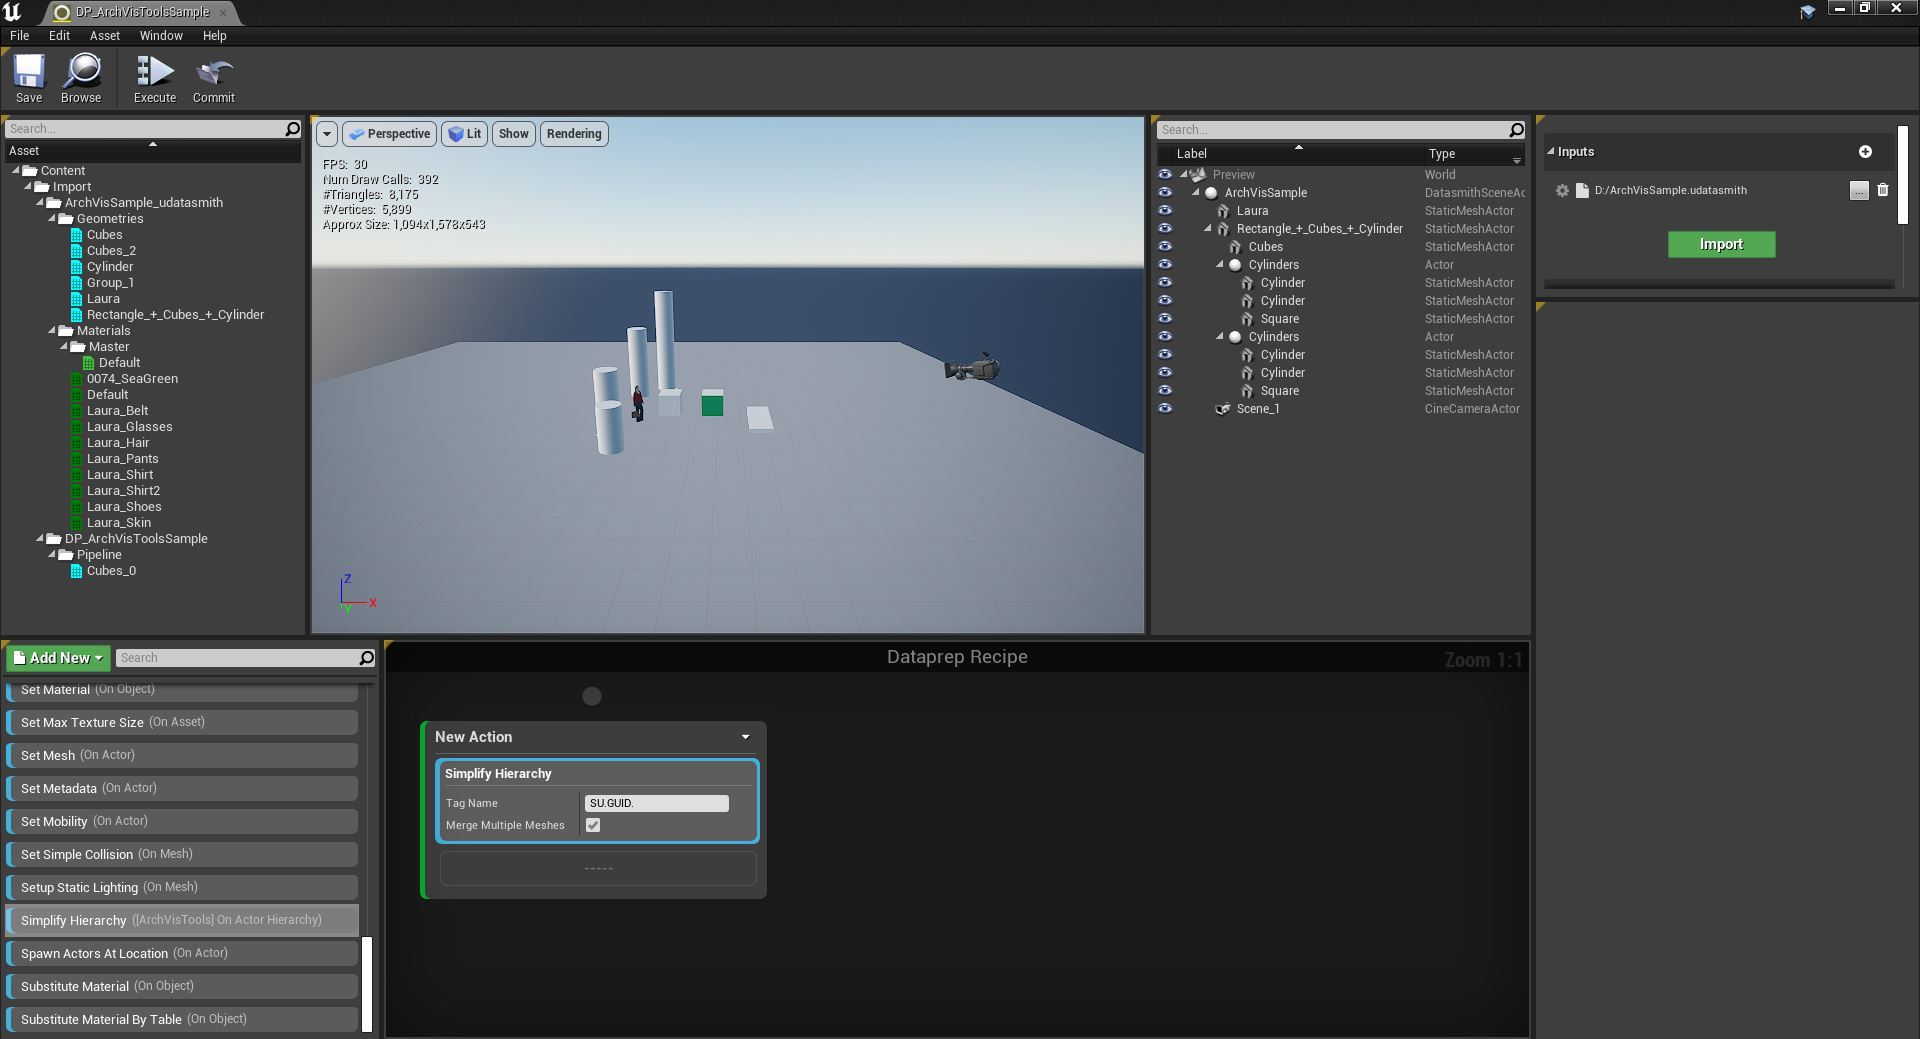 DP_ArchVisToolsSample
File Edit Asset Window Help
Save Browse Execute Commit
Search...
Asset
Content
Import
ArchVisSample_udatasmith
Geometries
Cubes
Cubes_2
Cylinder
Group_1
Laura
Rectangle_+_Cubes_+_Cylinder
Materials
Master
Default
0074_SeaGreen
Default
Laura_Belt
Laura_Glasses
Laura_Hair
Laura_Pants
Laura_Shirt
Laura_Shirt2
Laura_Shoes
Laura_Skin
DP_ArchVisToolsSample
Pipeline
Cubes_0
Perspective Lit Show Rendering
FPS: 30
Num Draw Calls: 392
#Triangles: 8,175
#Vertices: 5,899
Approx Size: 1,094x1,578x543
Z
X
Y
Search...
Label Type
Preview World
ArchVisSample DatasmithSceneAc
Laura StaticMeshActor
Rectangle_+_Cubes_+_Cylinder StaticMeshActor
Cubes StaticMeshActor
Cylinders Actor
Cylinder StaticMeshActor
Cylinder StaticMeshActor
Square StaticMeshActor
Cylinders Actor
Cylinder StaticMeshActor
Cylinder StaticMeshActor
Square StaticMeshActor
Scene_1 CineCameraActor
Inputs
D:/ArchVisSample.udatasmith ...
Import
Add New Search
Set Material (On Object)
Set Max Texture Size (On Asset)
Set Mesh (On Actor)
Set Metadata (On Actor)
Set Mobility (On Actor)
Set Simple Collision (On Mesh)
Setup Static Lighting (On Mesh)
Simplify Hierarchy ([ArchVisTools] On Actor Hierarchy)
Spawn Actors At Location (On Actor)
Substitute Material (On Object)
Substitute Material By Table (On Object)
Dataprep Recipe
Zoom 1:1
New Action
Simplify Hierarchy
Tag Name SU.GUID.
Merge Multiple Meshes
-----